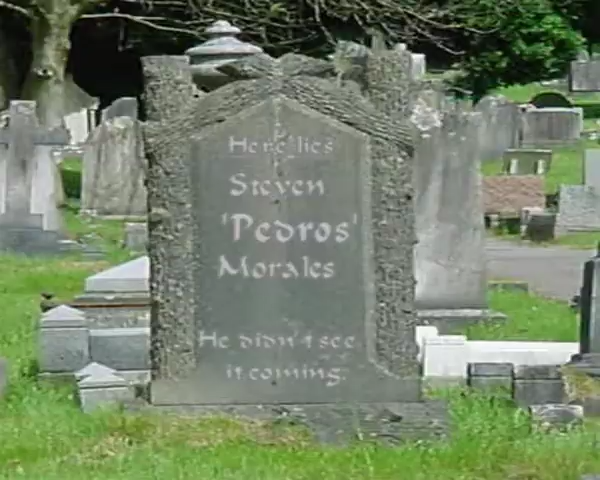 Here lies
Steven
'Pedros'
Morales
He didn't see
it coming.